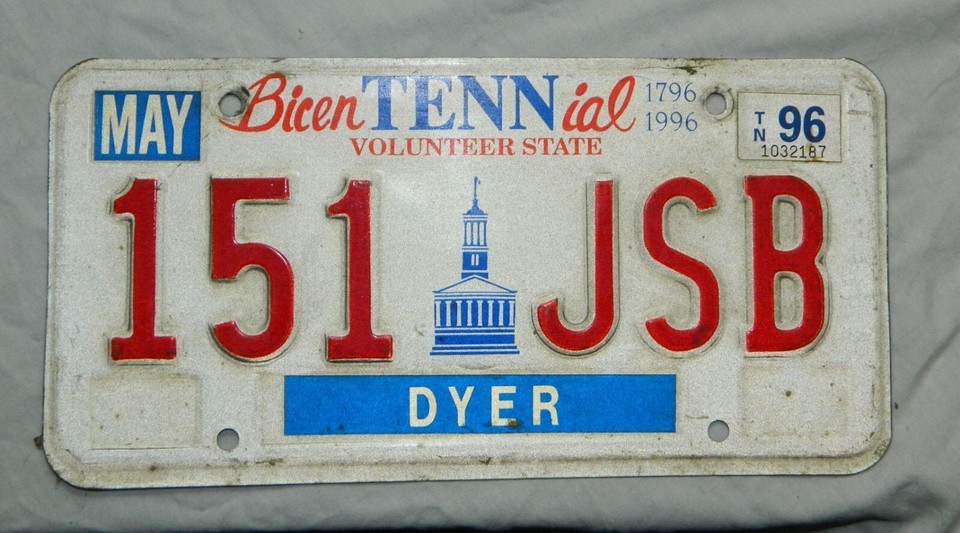 MAY
BicenTENNial
1796
1996
VOLUNTEER STATE
TN 96
1032187
151 JSB
DYER